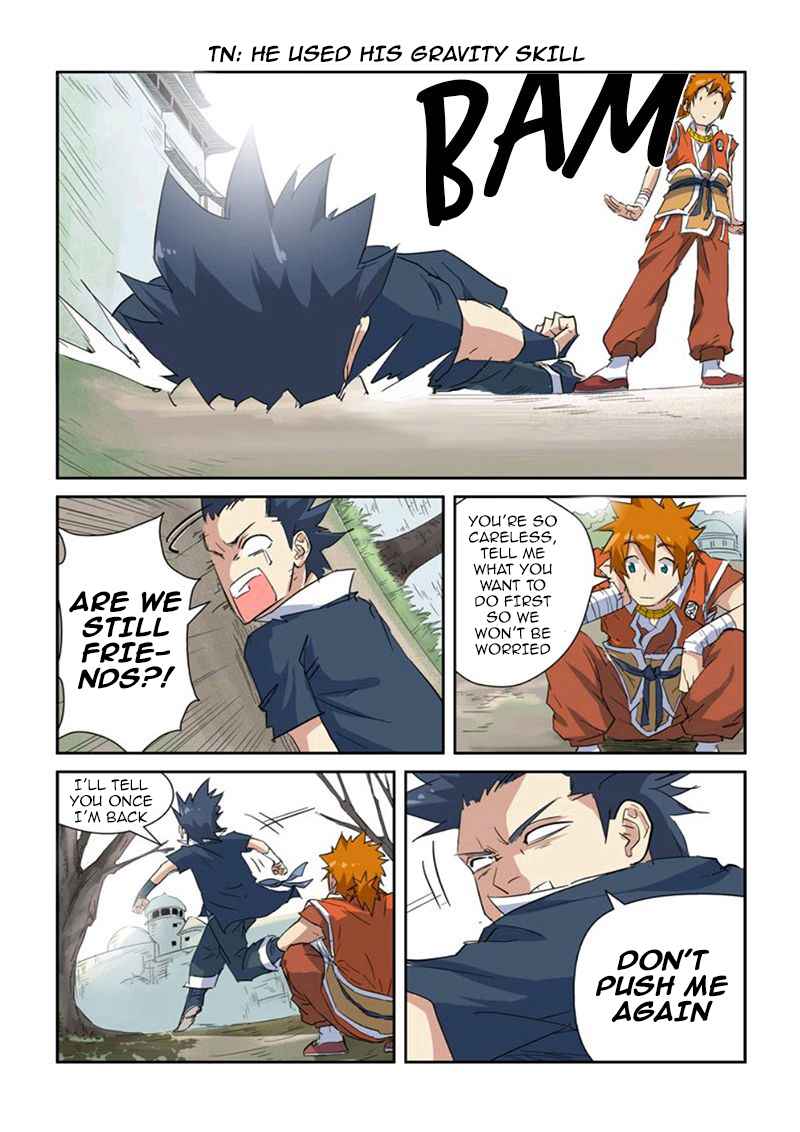 TN: HE USED HIS GRAVITY SKILL
BAM
ARE WE
STILL
FRIE-
NDS?!
YOU'RE SO
CARELESS,
TELL ME
WHAT YOU
WANT TO
DO FIRST
SO WE
WON'T BE
WORRIED
I'LL TELL
YOU ONCE
I'M BACK
DON'T
PUSH ME
AGAIN